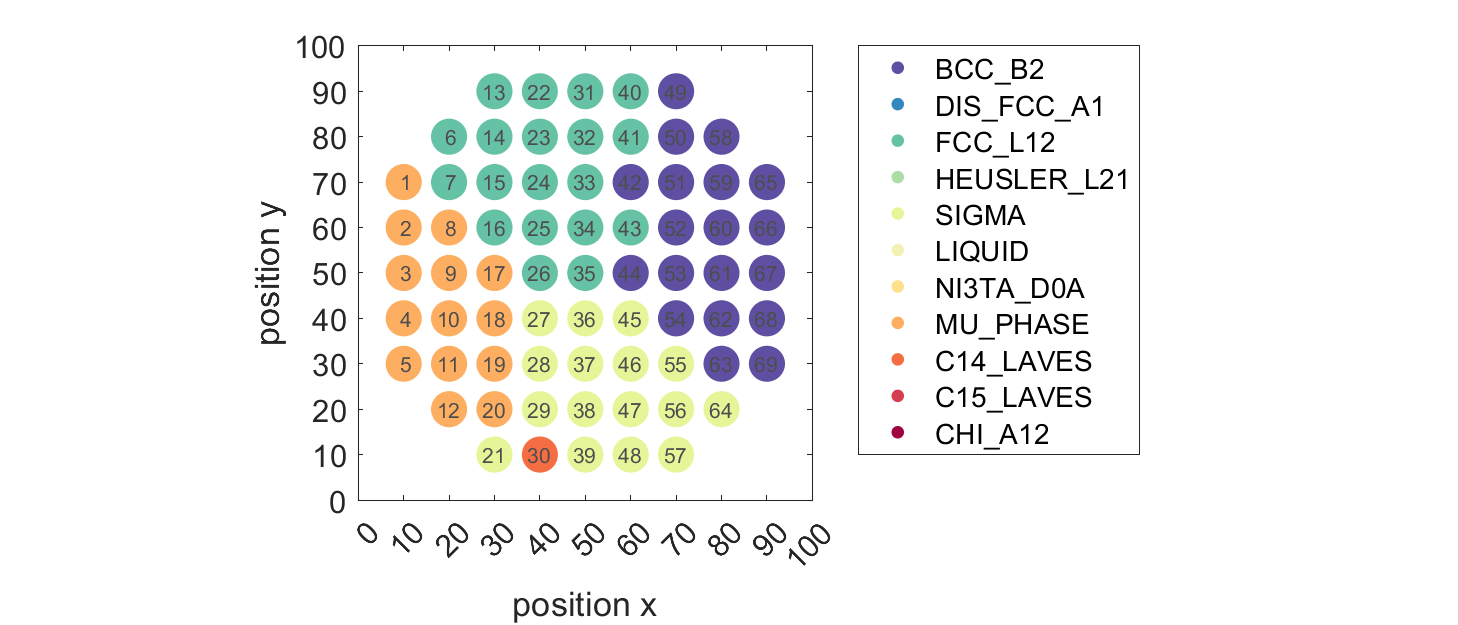 100
90 13 22 31 40 49
80 6 14 23 32 41 50 58
70 1 7 15 24 33 42 51 59 65
60 2 8 16 25 34 43 52 60 66
50 3 9 17 26 35 44 53 61 67
40 4 10 18 27 36 45 54 62 68
30 5 11 19 28 37 46 55 63 69
20 12 20 29 38 47 56 64
10 21 30 39 48 57
0
0 10 20 30 40 50 60 70 80 90 100
position x
position y
BCC_B2
DIS_FCC_A1
FCC_L12
HEUSLER_L21
SIGMA
LIQUID
NI3TA_D0A
MU_PHASE
C14_LAVES
C15_LAVES
CHI_A12